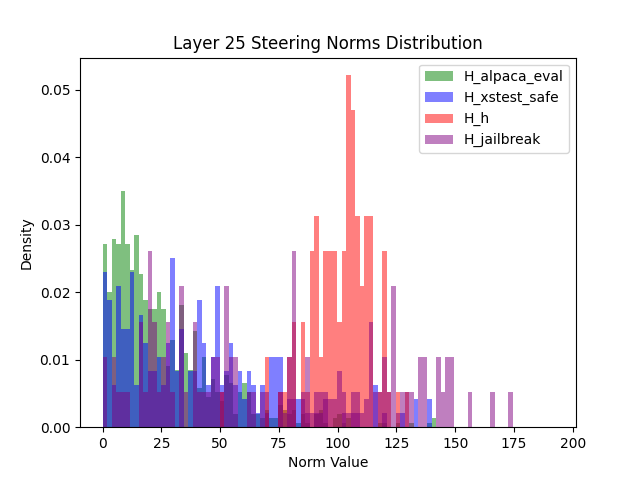 Layer 25 Steering Norms Distribution
H_alpaca_eval
H_xstest_safe
H_h
H_jailbreak
Density
0.05
0.04
0.03
0.02
0.01
0.00
0 25 50 75 100 125 150 175 200
Norm Value